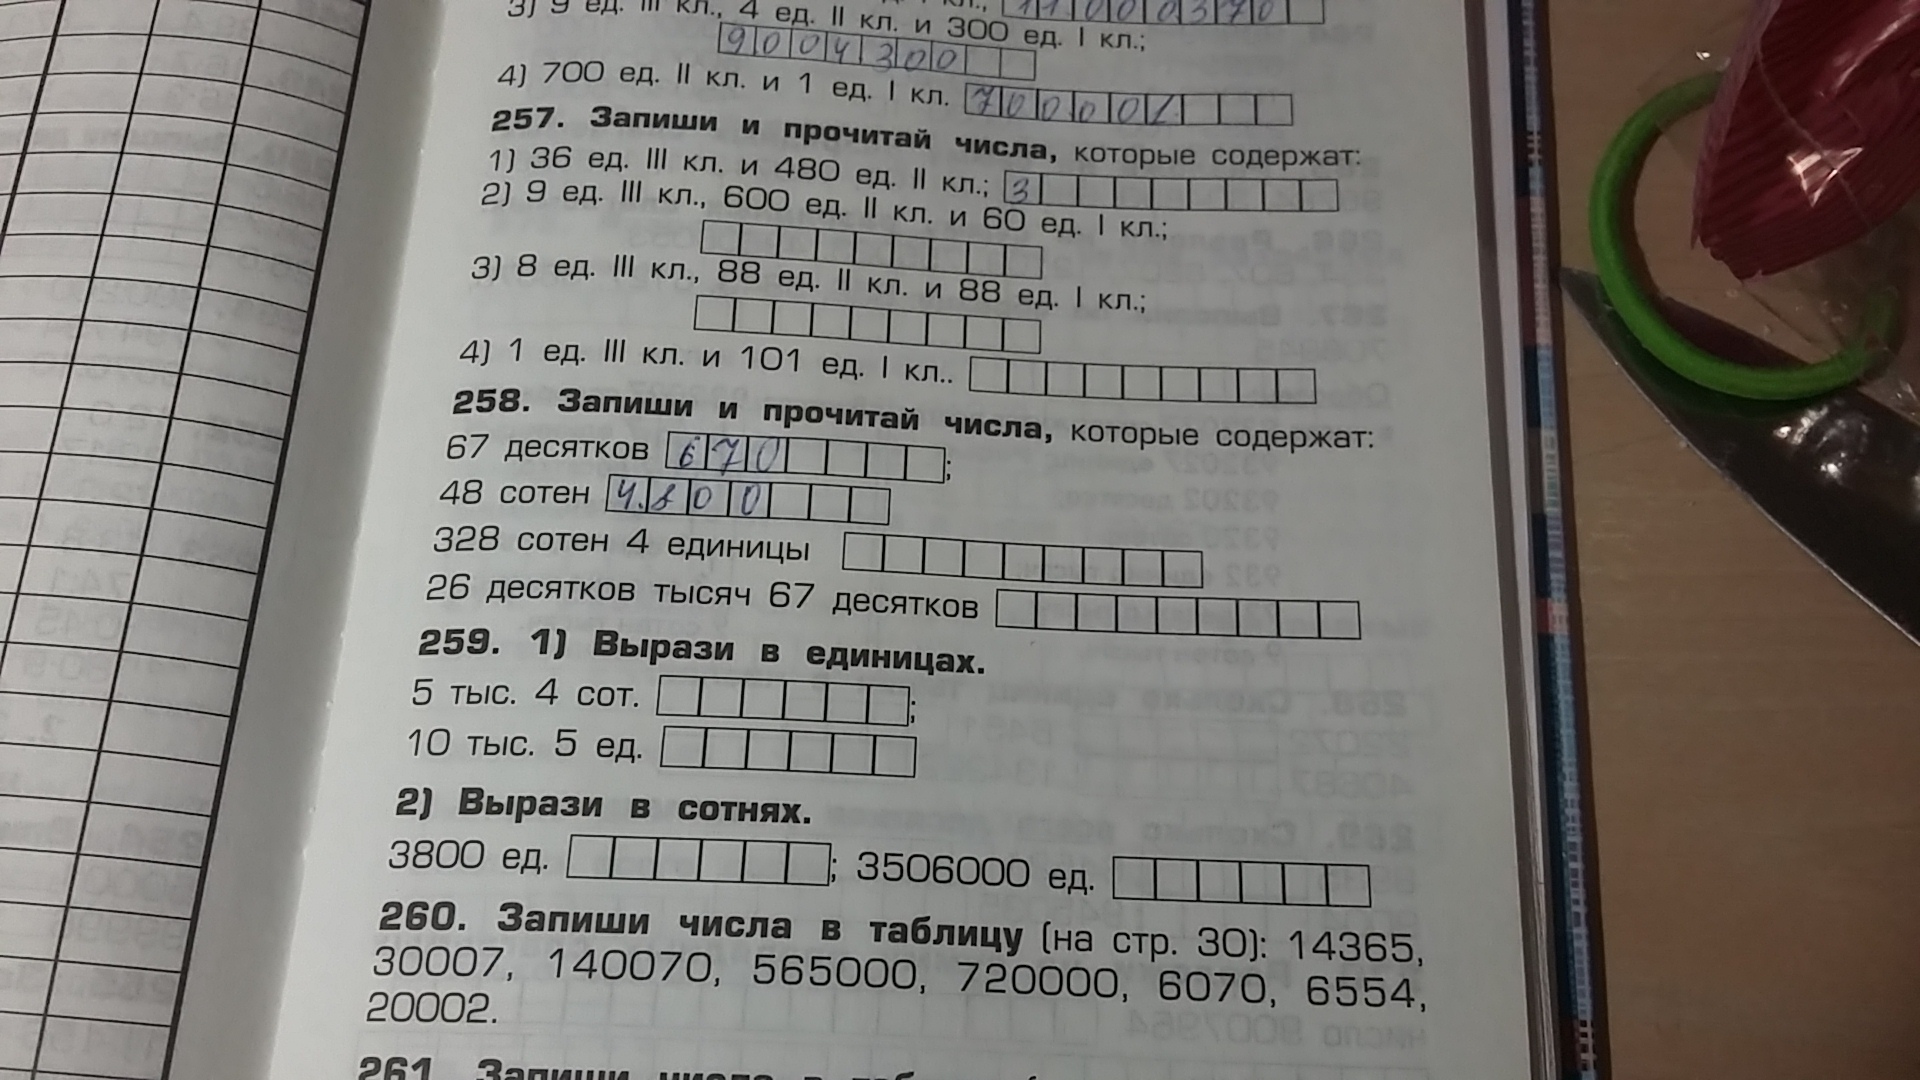 3) 9 ед. III кл., 4 ед. II кл. и 300 ед. I кл.;
9004300
4) 700 ед. II кл. и 1 ед. I кл. 700001
257. Запиши и прочитай числа, которые содержат:
1) 36 ед. III кл. и 480 ед. II кл.; 3
2) 9 ед. III кл., 600 ед. II кл. и 60 ед. I кл.;
3) 8 ед. III кл., 88 ед. II кл. и 88 ед. I кл.;
4) 1 ед. III кл. и 101 ед. I кл..
258. Запиши и прочитай числа, которые содержат:
67 десятков 670;
48 сотен 4800
328 сотен 4 единицы
26 десятков тысяч 67 десятков
259. 1) Вырази в единицах.
5 тыс. 4 сот. ;
10 тыс. 5 ед.
2) Вырази в сотнях.
3800 ед. ; 3506000 ед.
260. Запиши числа в таблицу (на стр. 30): 14365,
30007, 140070, 565000, 720000, 6070, 6554,
20002.
261. Запиши числа в